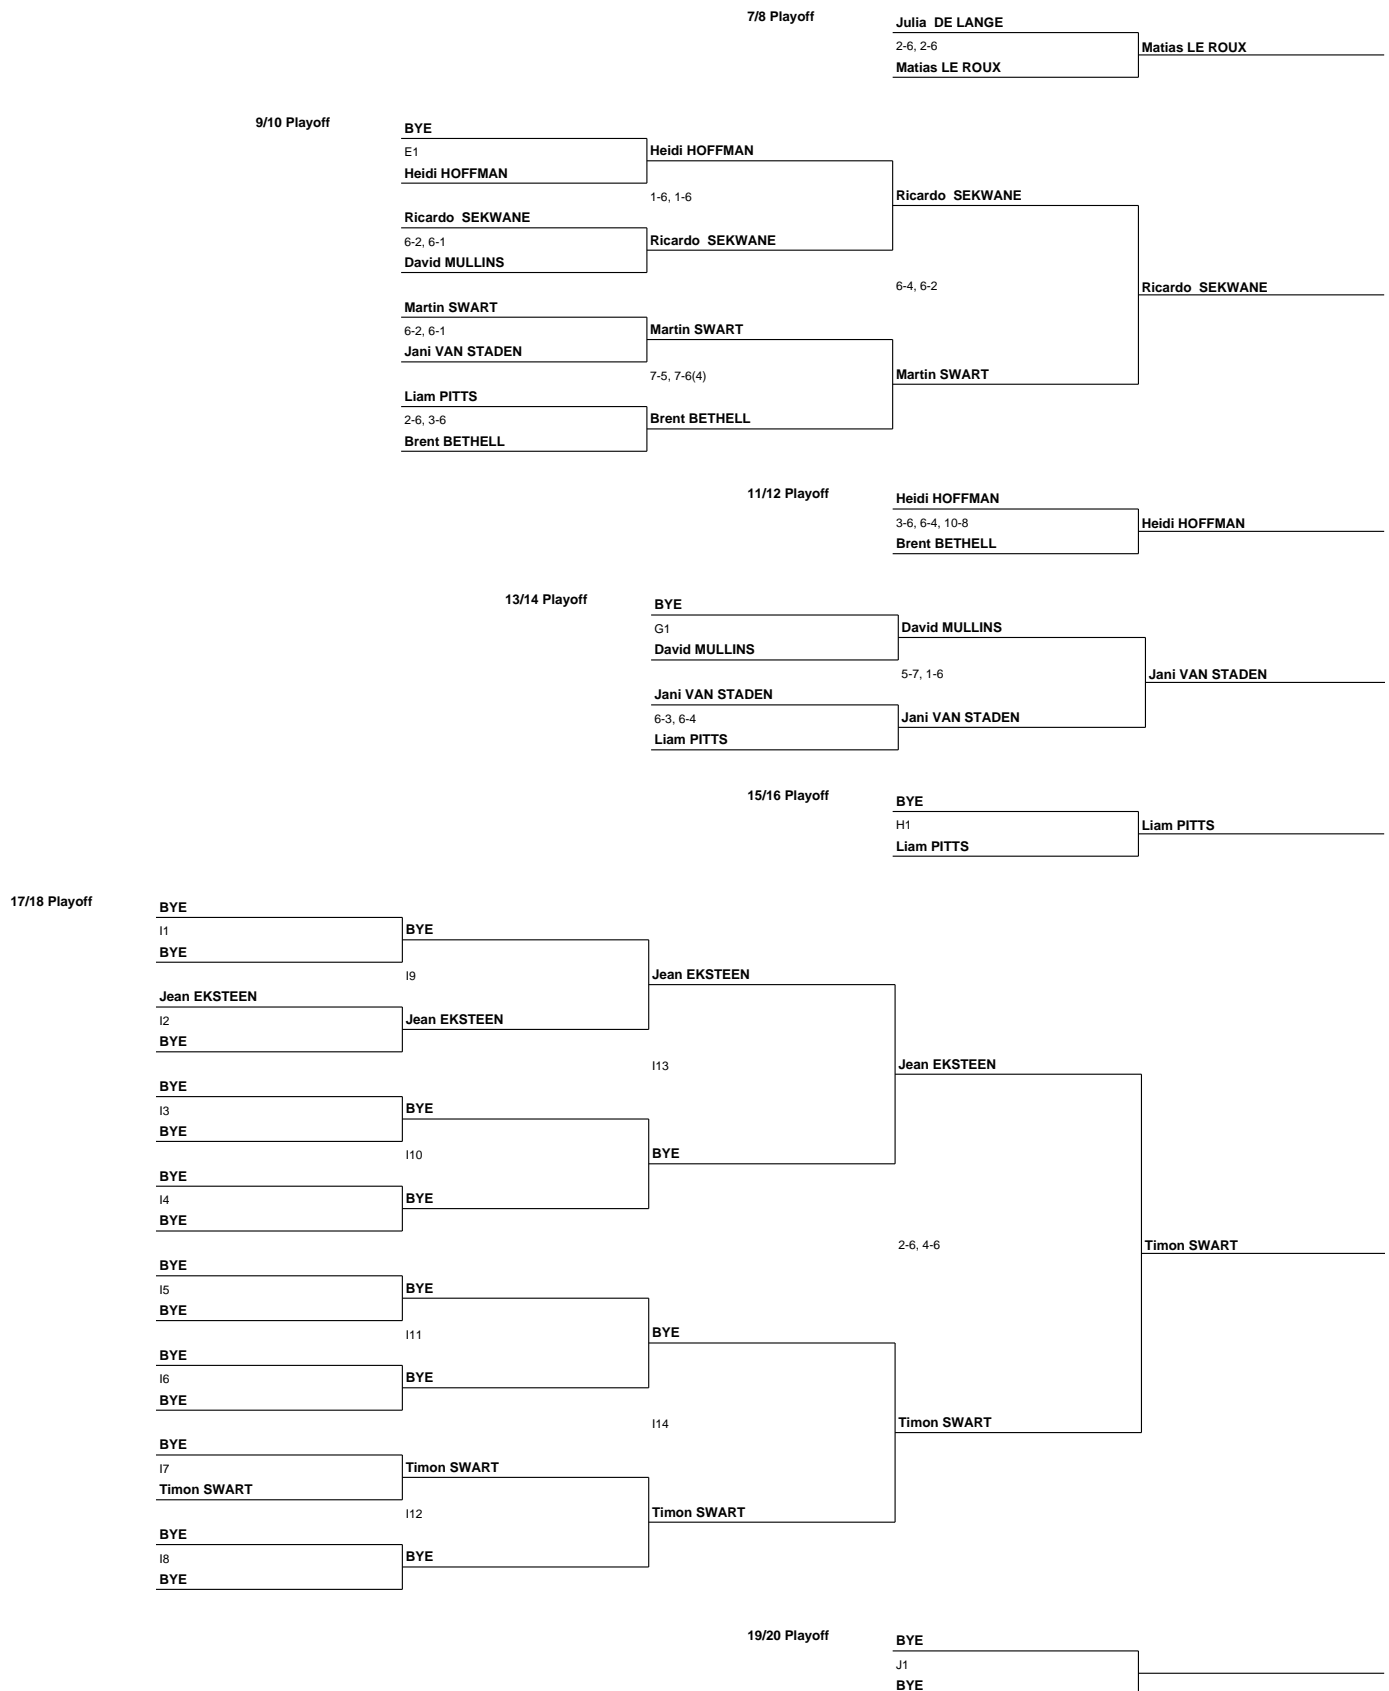 7/8 Playoff
Julia  DE LANGE
2-6, 2-6
Matias LE ROUX
Matias LE ROUX
9/10 Playoff
BYE
E1
Heidi HOFFMAN
Heidi HOFFMAN
1-6, 1-6
Ricardo  SEKWANE
Ricardo  SEKWANE
6-2, 6-1
Ricardo  SEKWANE
David MULLINS
6-4, 6-2
Ricardo  SEKWANE
Martin SWART
6-2, 6-1
Martin SWART
Jani VAN STADEN
7-5, 7-6(4)
Martin SWART
Liam PITTS
2-6, 3-6
Brent BETHELL
Brent BETHELL
11/12 Playoff
Heidi HOFFMAN
3-6, 6-4, 10-8
Heidi HOFFMAN
Brent BETHELL
13/14 Playoff
BYE
G1
David MULLINS
David MULLINS
5-7, 1-6
Jani VAN STADEN
Jani VAN STADEN
6-3, 6-4
Jani VAN STADEN
Liam PITTS
15/16 Playoff
BYE
H1
Liam PITTS
Liam PITTS
17/18 Playoff
BYE
I1
BYE
BYE
I9
Jean EKSTEEN
Jean EKSTEEN
I2
Jean EKSTEEN
BYE
I13
Jean EKSTEEN
BYE
I3
BYE
BYE
I10
BYE
BYE
I4
BYE
BYE
2-6, 4-6
Timon SWART
BYE
I5
BYE
BYE
I11
BYE
BYE
I6
BYE
BYE
I14
Timon SWART
BYE
I7
Timon SWART
Timon SWART
I12
Timon SWART
BYE
I8
BYE
BYE
19/20 Playoff
BYE
J1
BYE